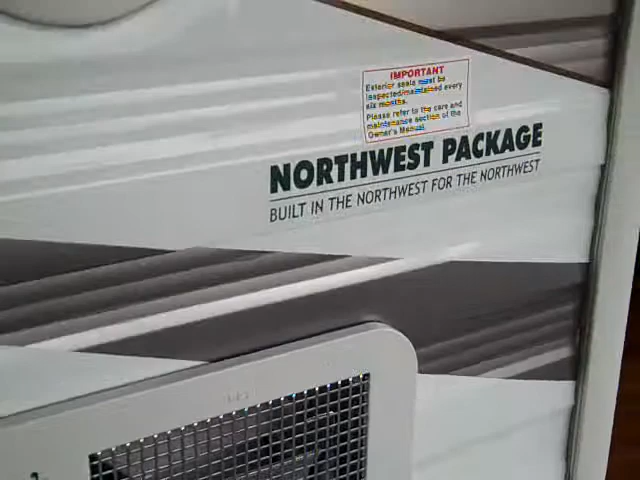 IMPORTANT
Exterior seals must be
inspected/maintained every
six months.
Please refer to the care and
maintenance section of the
Owner's Manual.
NORTHWEST PACKAGE
BUILT IN THE NORTHWEST FOR THE NORTHWEST